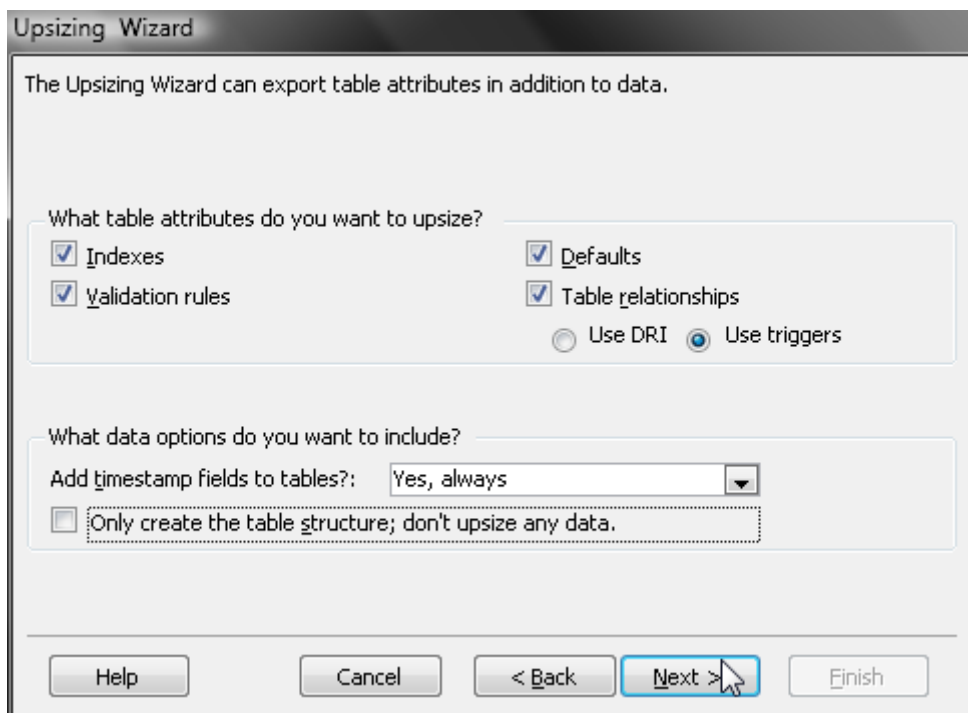 Upsizing Wizard
The Upsizing Wizard can export table attributes in addition to data.
What table attributes do you want to upsize?
Indexes
Defaults
Validation rules
Table relationships
Use DRI
Use triggers
What data options do you want to include?
Add timestamp fields to tables?: Yes, always
Only create the table structure; don't upsize any data.
Help
Cancel
< Back
Next >
Finish